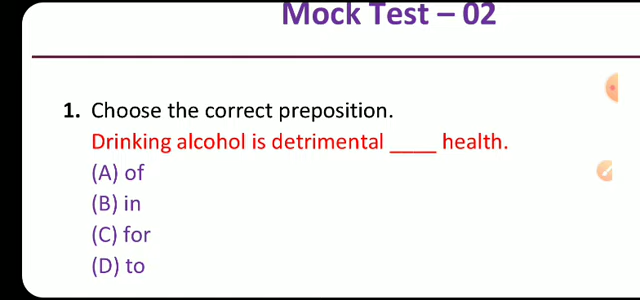 Mock Test – 02
1. Choose the correct preposition.
Drinking alcohol is detrimental ____ health.
(A) of
(B) in
(C) for
(D) to